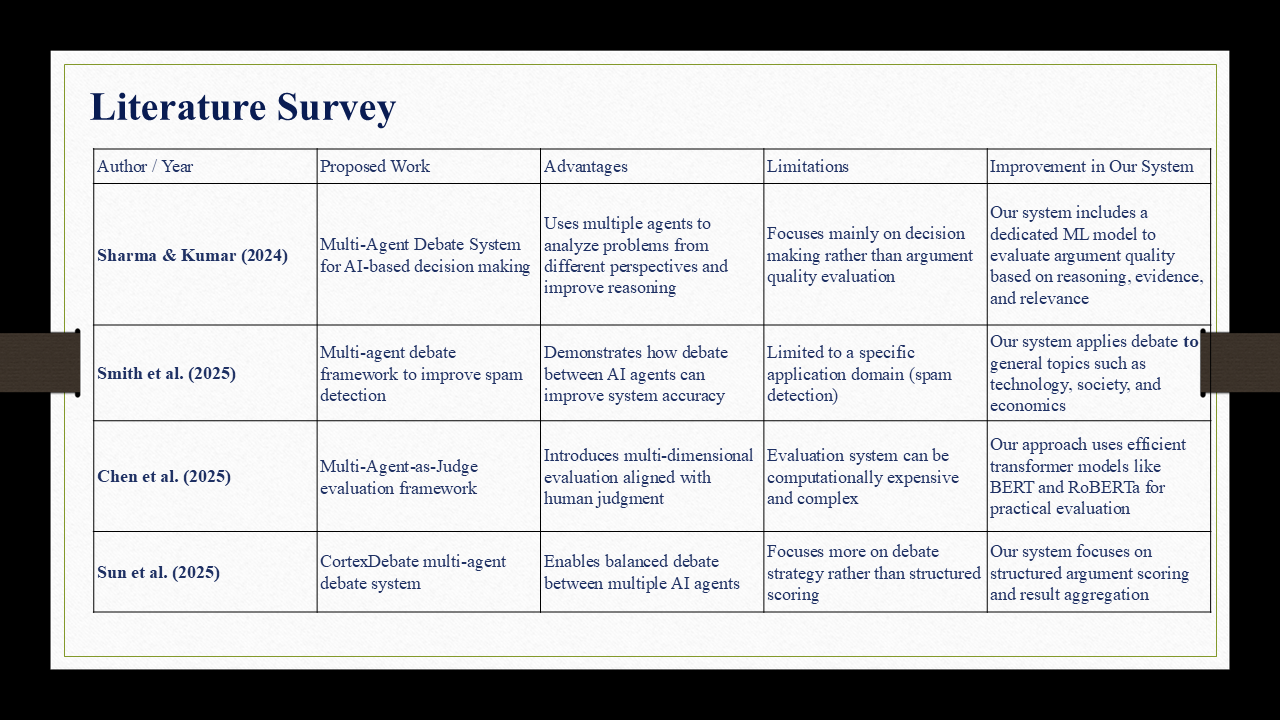 Literature Survey
Author / Year
Proposed Work
Advantages
Limitations
Improvement in Our System
Sharma & Kumar (2024)
Multi-Agent Debate System
for AI-based decision making
Uses multiple agents to
analyze problems from
different perspectives and
improve reasoning
Focuses mainly on decision
making rather than argument
quality evaluation
Our system includes a
dedicated ML model to
evaluate argument quality
based on reasoning, evidence,
and relevance
Smith et al. (2025)
Multi-agent debate
framework to improve spam
detection
Demonstrates how debate
between AI agents can
improve system accuracy
Limited to a specific
application domain (spam
detection)
Our system applies debate to
general topics such as
technology, society, and
economics
Chen et al. (2025)
Multi-Agent-as-Judge
evaluation framework
Introduces multi-dimensional
evaluation aligned with
human judgment
Evaluation system can be
computationally expensive
and complex
Our approach uses efficient
transformer models like
BERT and RoBERTa for
practical evaluation
Sun et al. (2025)
CortexDebate multi-agent
debate system
Enables balanced debate
between multiple AI agents
Focuses more on debate
strategy rather than structured
scoring
Our system focuses on
structured argument scoring
and result aggregation